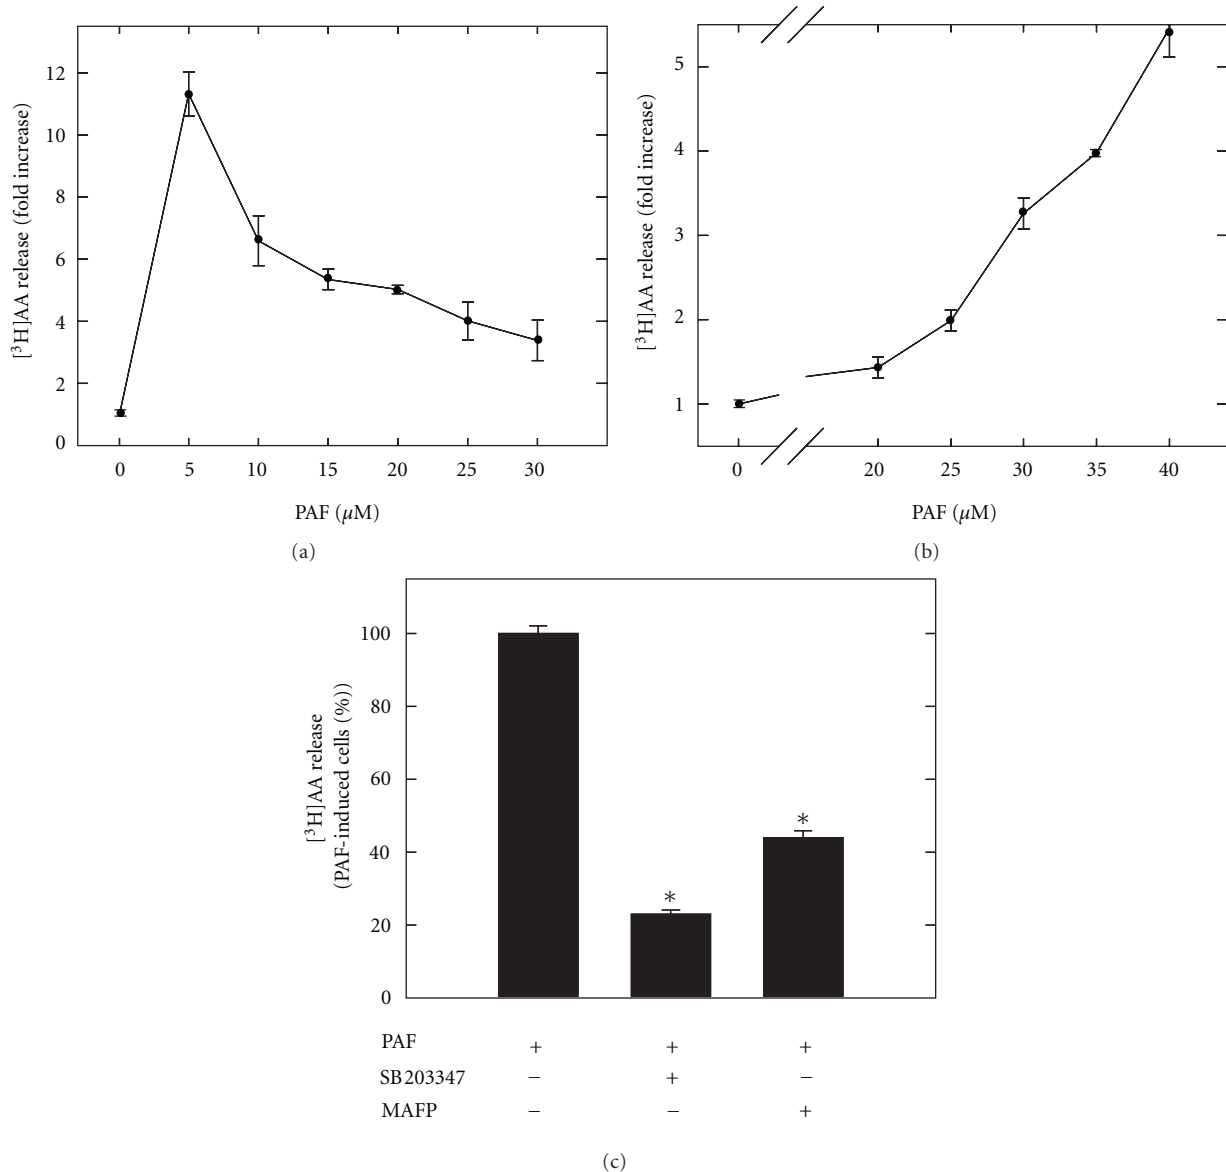 12
10
8
6
4
2
0
[³H]AA release (fold increase)
0 5 10 15 20 25 30
PAF (μM)
(a)
5
4
3
2
1
[³H]AA release (fold increase)
0 20 25 30 35 40
PAF (μM)
(b)
100
80
60
40
20
0
[³H]AA release
(PAF-induced cells (%))
* *
PAF + + +
SB203347 − + −
MAFP − − +
(c)